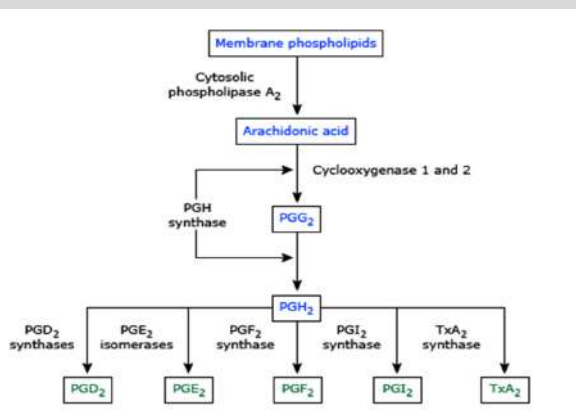 Membrane phospholipids
Cytosolic
phospholipase A2
Arachidonic acid
Cyclooxygenase 1 and 2
PGH
synthase
PGG2
PGH2
PGD2
synthases
PGE2
isomerases
PGF2
synthase
PGI2
synthase
TxA2
synthase
PGD2
PGE2
PGF2
PGI2
TxA2